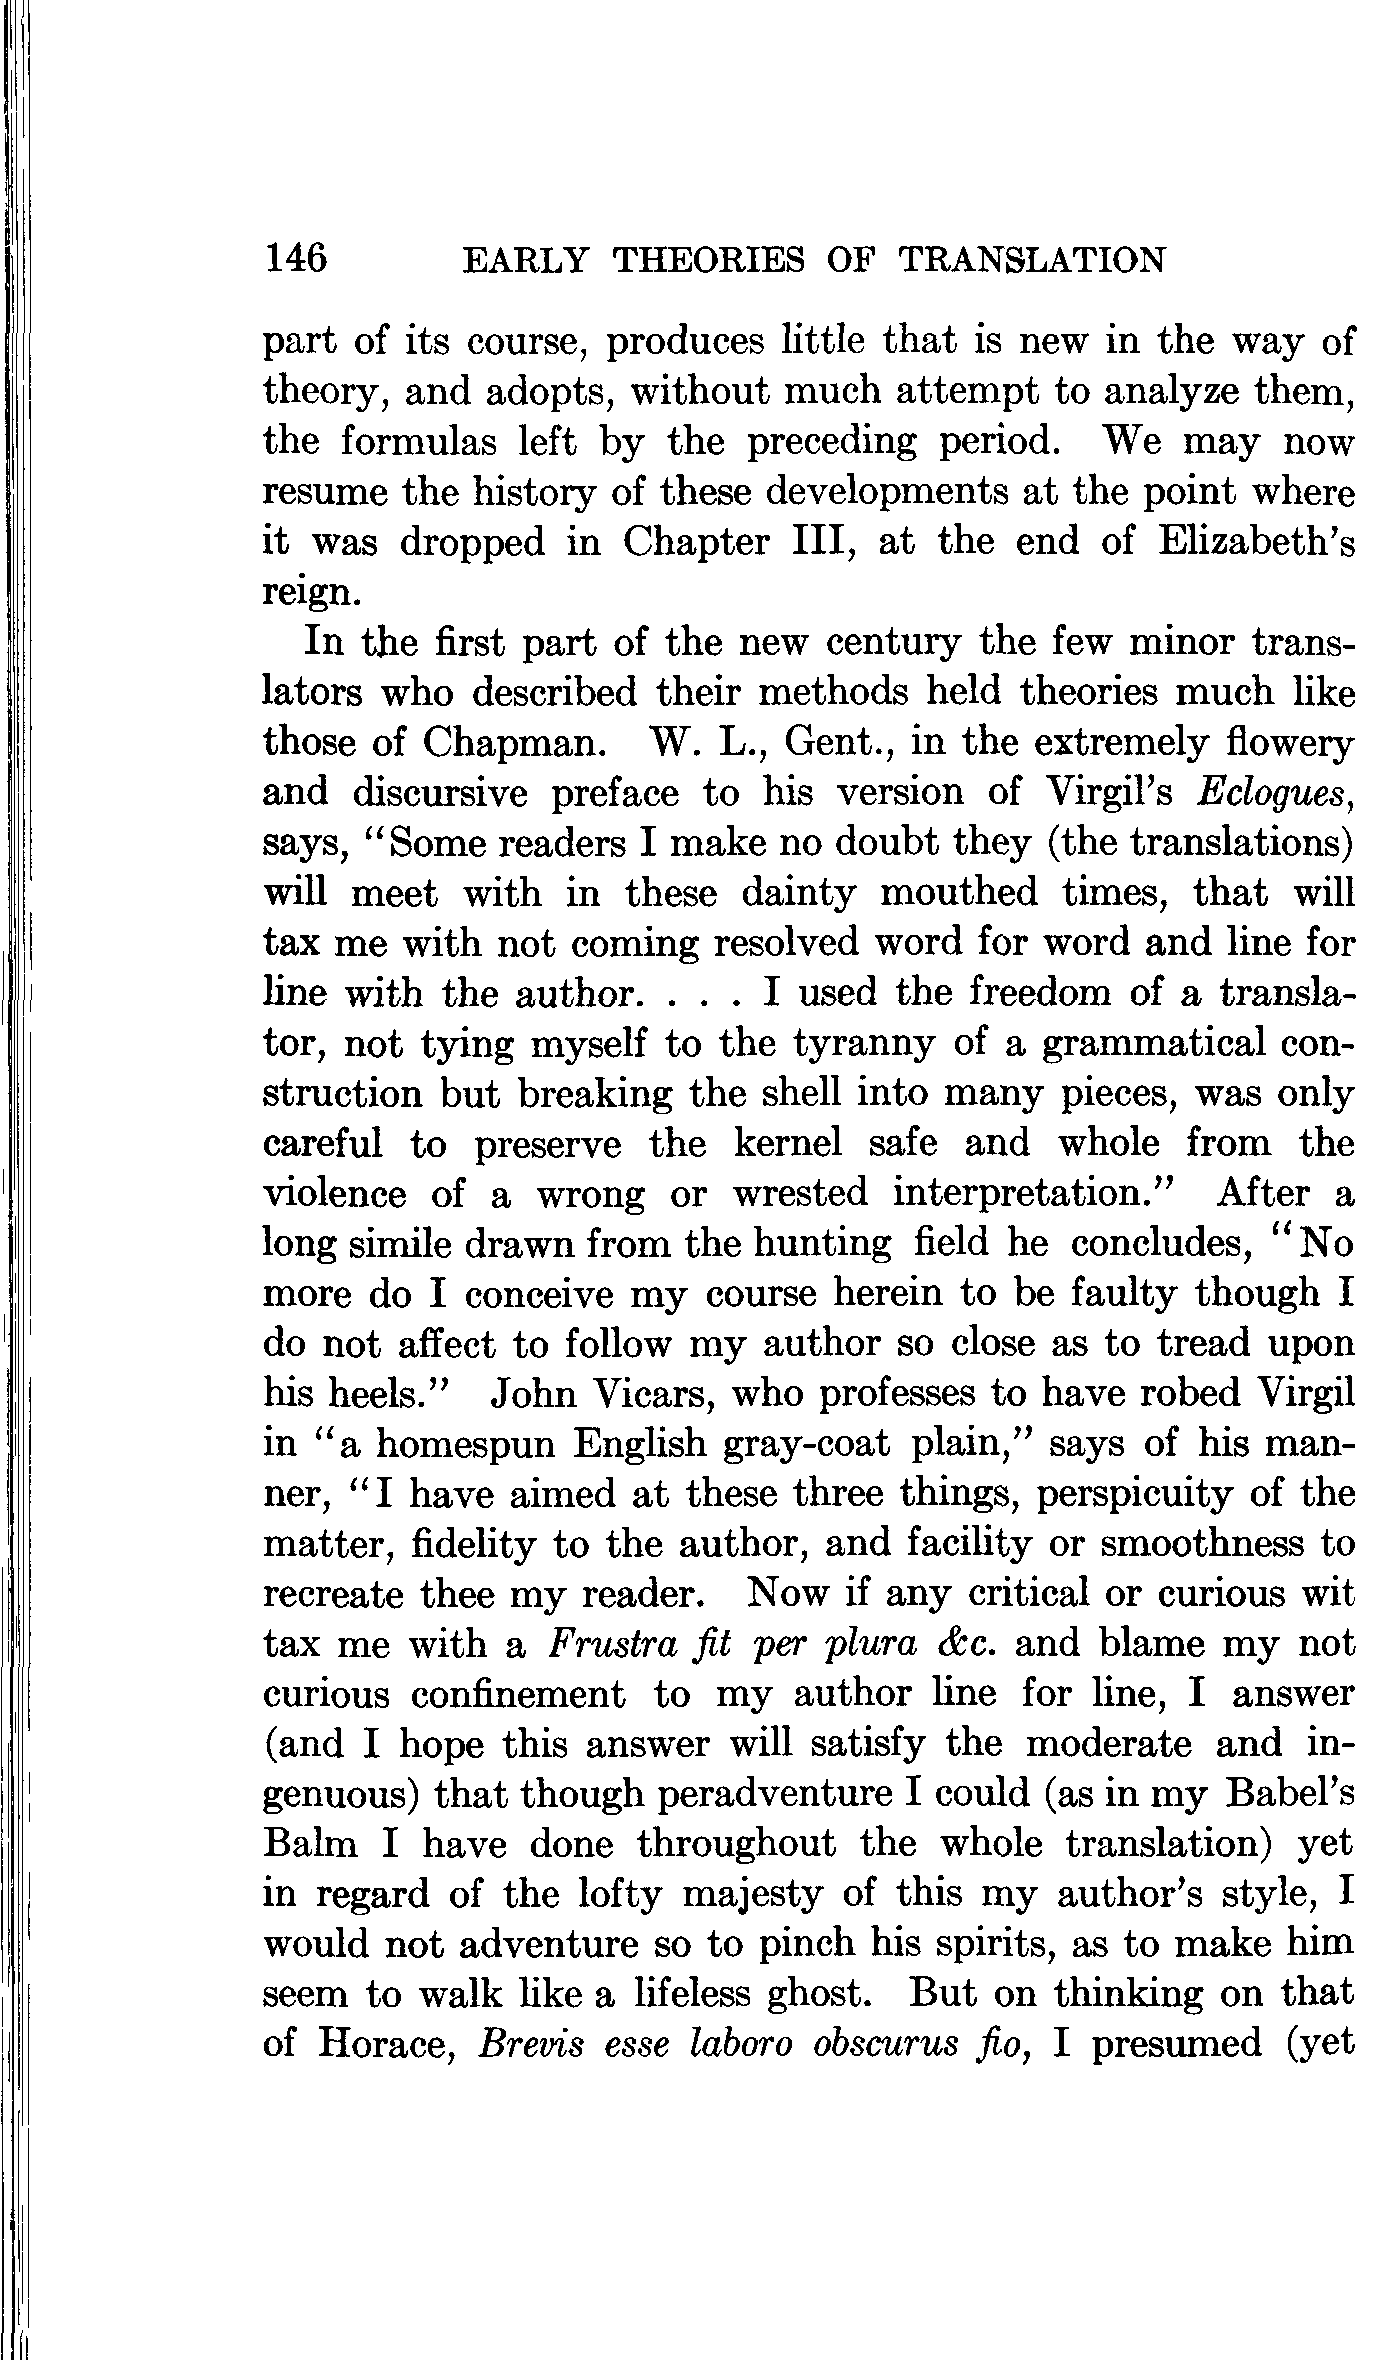 146 EARLY THEORIES OF TRANSLATION
part of its course, produces little that is new in the way of
theory, and adopts, without much attempt to analyze them,
the formulas left by the preceding period. We may now
resume the history of these developments at the point where
it was dropped in Chapter III, at the end of Elizabeth's
reign.
In the first part of the new century the few minor trans-
lators who described their methods held theories much like
those of Chapman. W. L., Gent., in the extremely flowery
and discursive preface to his version of Virgil's Eclogues,
says, "Some readers I make no doubt they (the translations)
will meet with in these dainty mouthed times, that will
tax me with not coming resolved word for word and line for
line with the author. . . . I used the freedom of a transla-
tor, not tying myself to the tyranny of a grammatical con-
struction but breaking the shell into many pieces, was only
careful to preserve the kernel safe and whole from the
violence of a wrong or wrested interpretation." After a
long simile drawn from the hunting field he concludes, "No
more do I conceive my course herein to be faulty though I
do not affect to follow my author so close as to tread upon
his heels." John Vicars, who professes to have robed Virgil
in "a homespun English gray-coat plain," says of his man-
ner, "I have aimed at these three things, perspicuity of the
matter, fidelity to the author, and facility or smoothness to
recreate thee my reader. Now if any critical or curious wit
tax me with a Frustra fit per plura &c. and blame my not
curious confinement to my author line for line, I answer
(and I hope this answer will satisfy the moderate and in-
genuous) that though peradventure I could (as in my Babel's
Balm I have done throughout the whole translation) yet
in regard of the lofty majesty of this my author's style, I
would not adventure so to pinch his spirits, as to make him
seem to walk like a lifeless ghost. But on thinking on that
of Horace, Brevis esse laboro obscurus fio, I presumed (yet